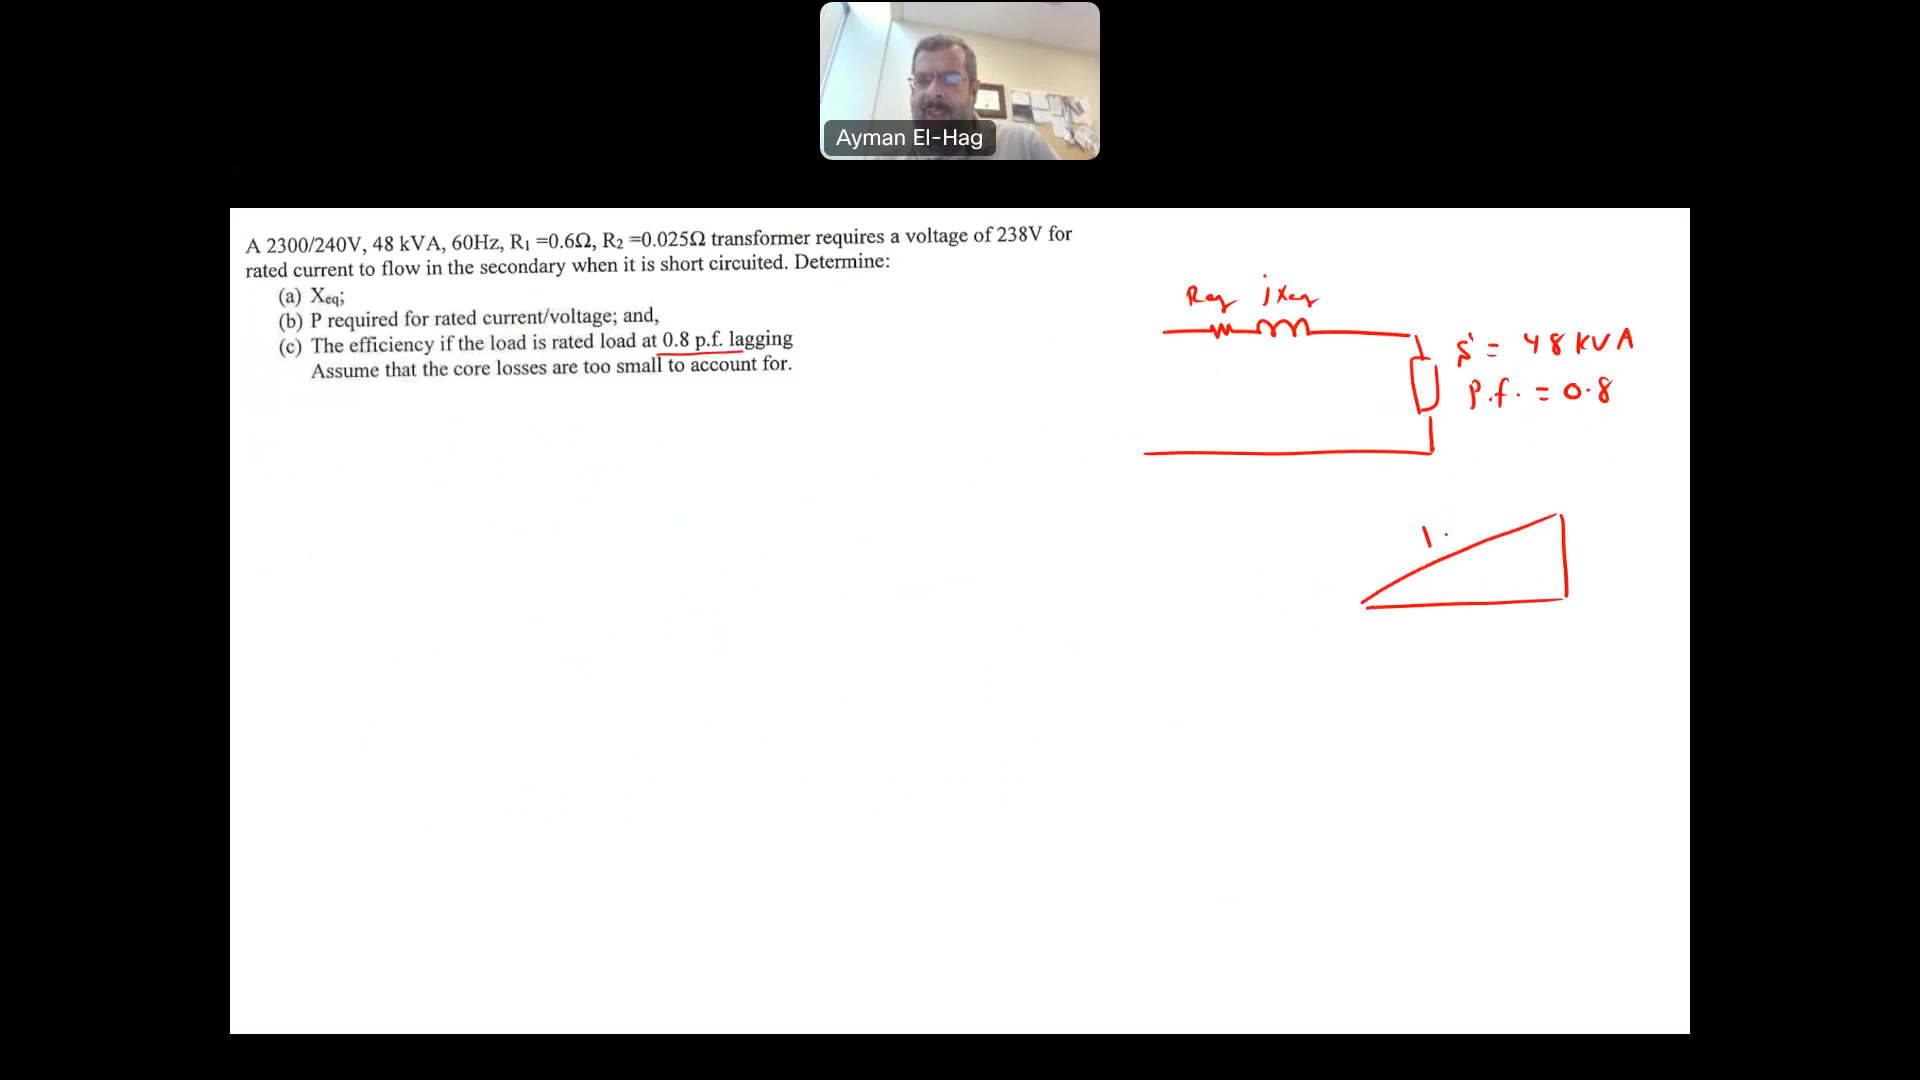 Ayman El-Hag
A 2300/240V, 48 kVA, 60Hz, R₁ =0.6Ω, R₂ =0.025Ω transformer requires a voltage of 238V for
rated current to flow in the secondary when it is short circuited. Determine:
(a) Xeq;
(b) P required for rated current/voltage; and,
(c) The efficiency if the load is rated load at 0.8 p.f. lagging
Assume that the core losses are too small to account for.
Req jXeq
S = 48 KVA
P.f. = 0.8
1.